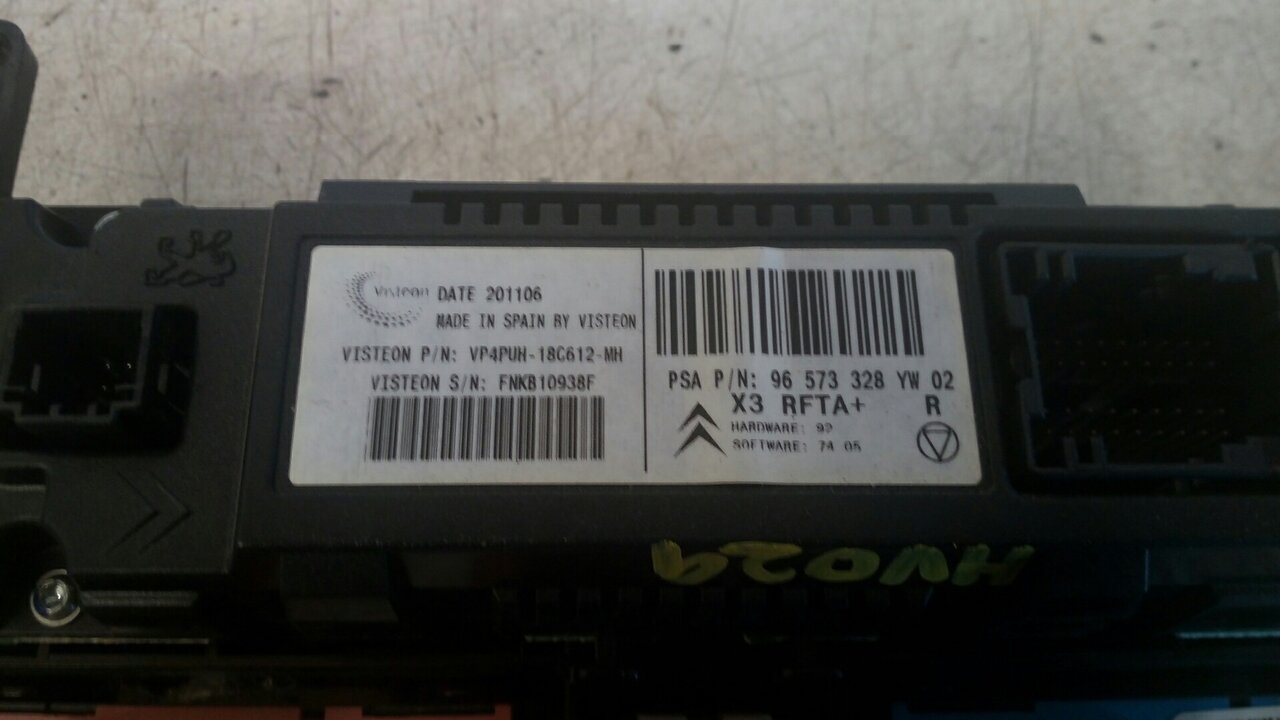 Visteon
DATE 201106
MADE IN SPAIN BY VISTEON
VISTEON P/N: VP4PUH-18C612-MH
VISTEON S/N: FNKB10938F
PSA P/N: 96 573 328 YW 02
X3 RFTA+ R
HARDWARE: 92
SOFTWARE: 74 05
HV029